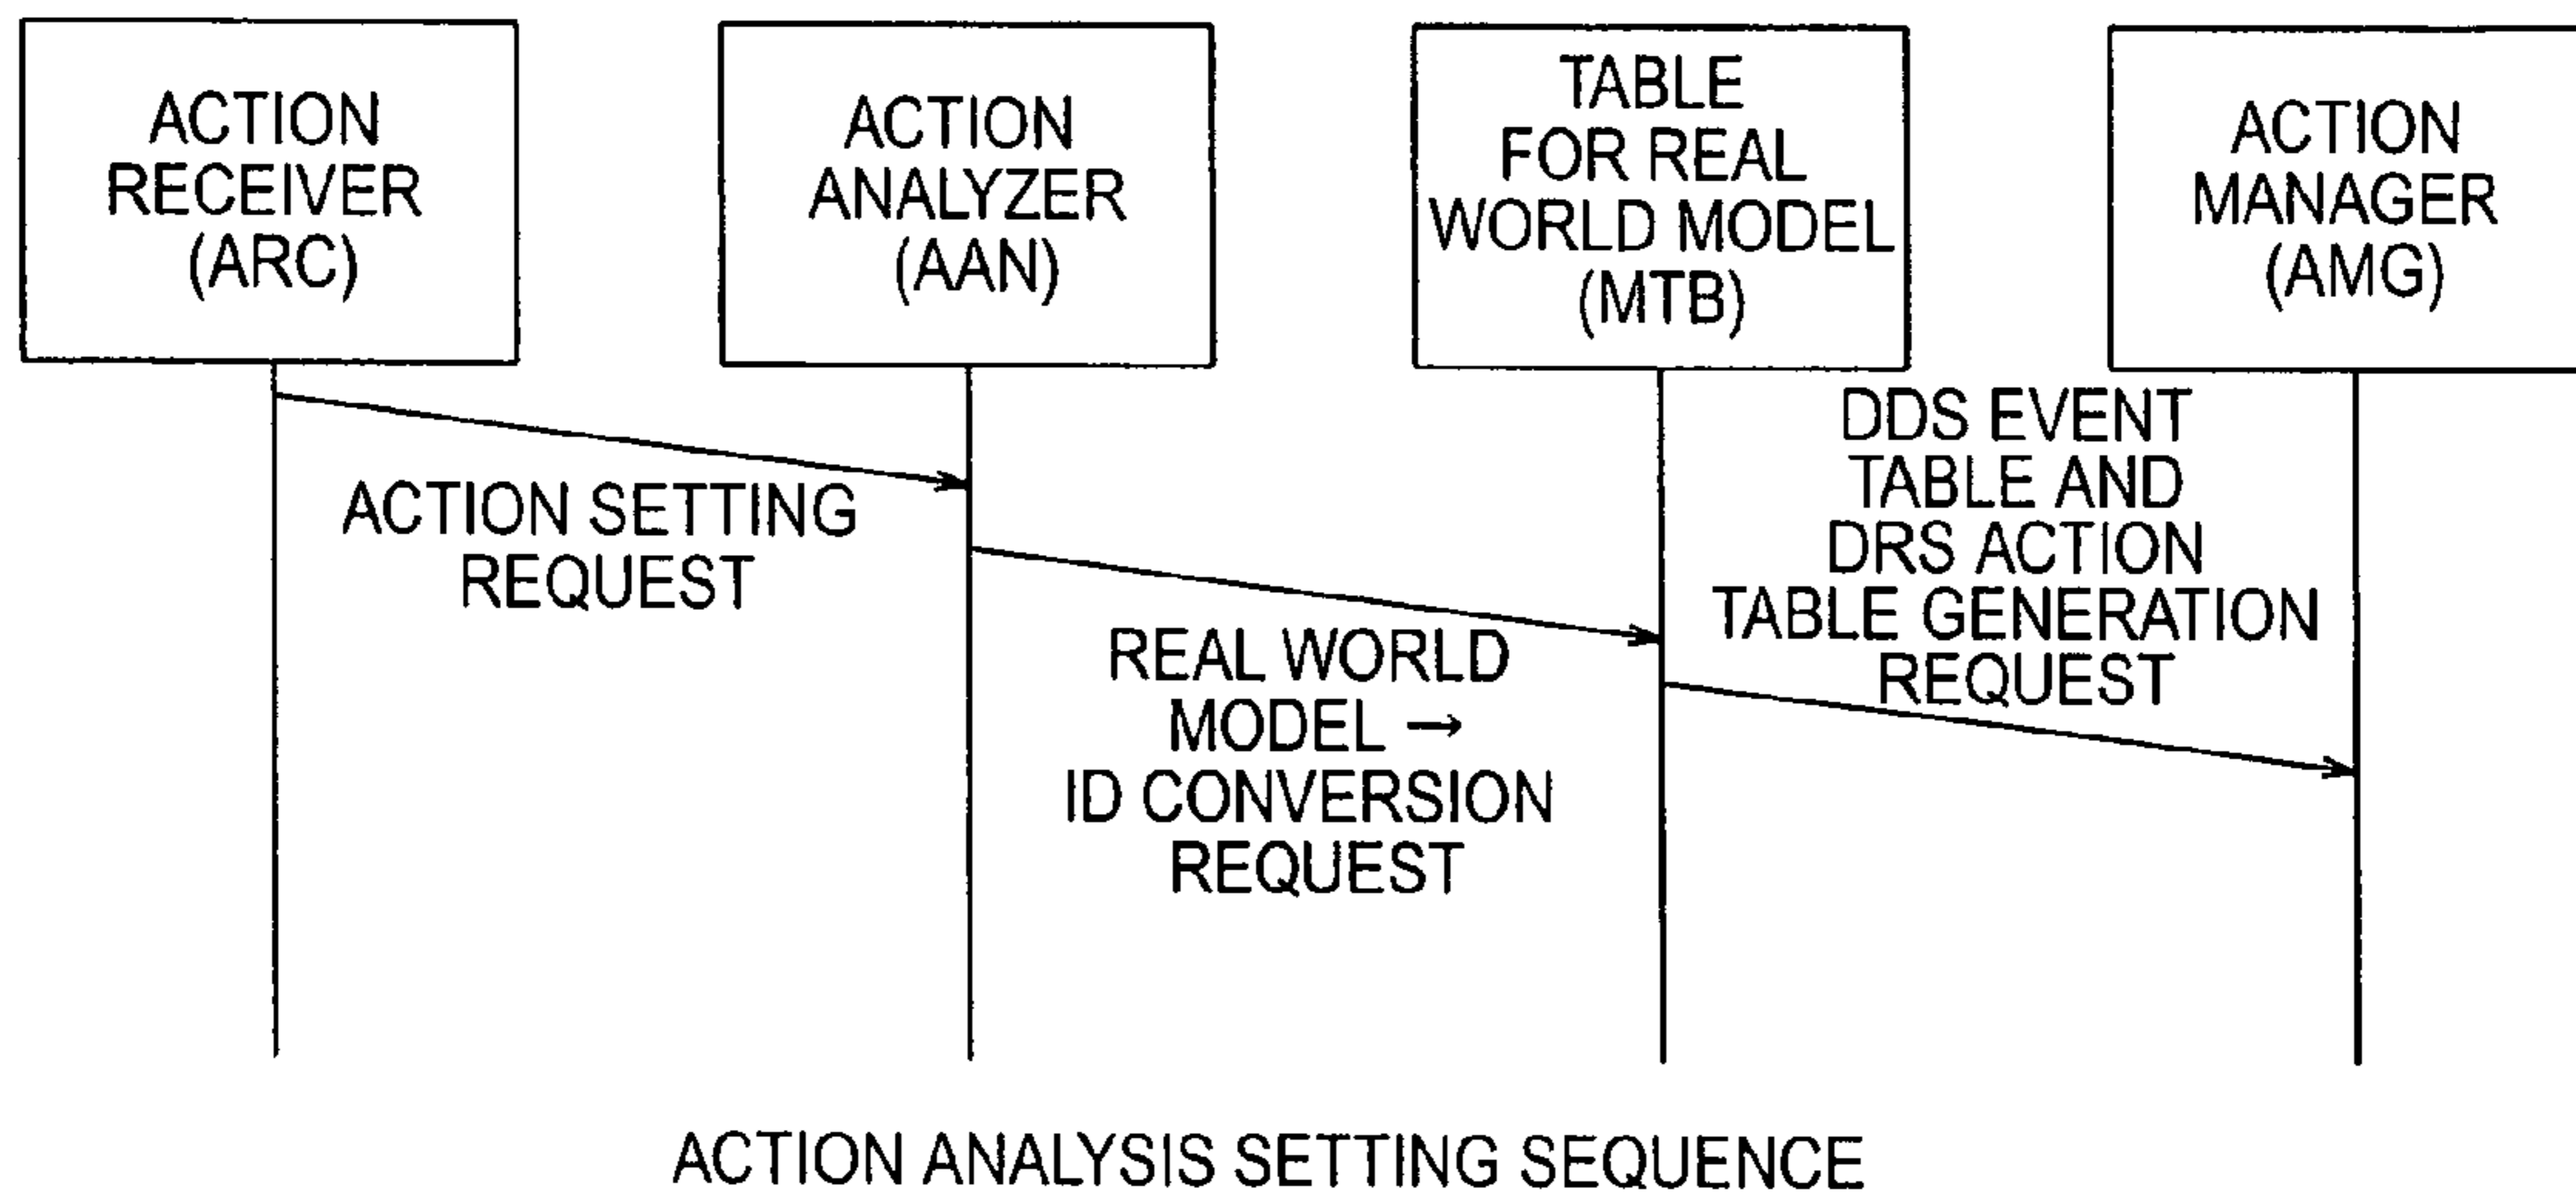 ACTION
RECEIVER
(ARC)
ACTION
ANALYZER
(AAN)
TABLE
FOR REAL
WORLD MODEL
(MTB)
ACTION
MANAGER
(AMG)
ACTION SETTING
REQUEST
REAL WORLD
MODEL →
ID CONVERSION
REQUEST
DDS EVENT
TABLE AND
DRS ACTION
TABLE GENERATION
REQUEST
ACTION ANALYSIS SETTING SEQUENCE